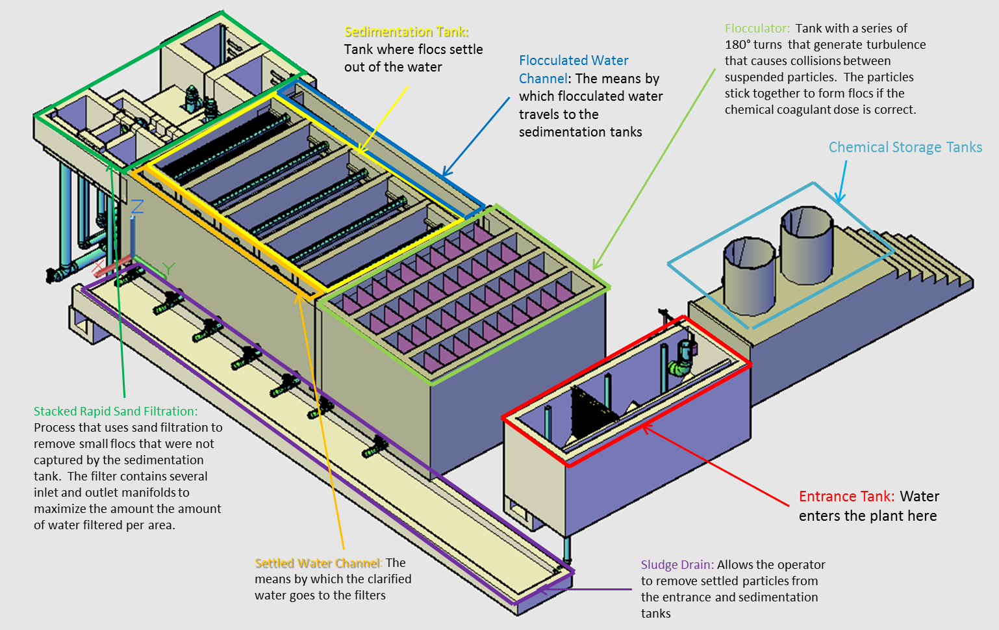 Sedimentation Tank:
Tank where flocs settle
out of the water
Flocculated Water
Channel: The means by
which flocculated water
travels to the
sedimentation tanks
Flocculator: Tank with a series of
180° turns that generate turbulence
that causes collisions between
suspended particles. The particles
stick together to form flocs if the
chemical coagulant dose is correct.
Chemical Storage Tanks
Z
X
Y
Stacked Rapid Sand Filtration:
Process that uses sand filtration to
remove small flocs that were not
captured by the sedimentation
tank. The filter contains several
inlet and outlet manifolds to
maximize the amount the amount
of water filtered per area.
Entrance Tank: Water
enters the plant here
Settled Water Channel: The
means by which the clarified
water goes to the filters
Sludge Drain: Allows the operator
to remove settled particles from
the entrance and sedimentation
tanks